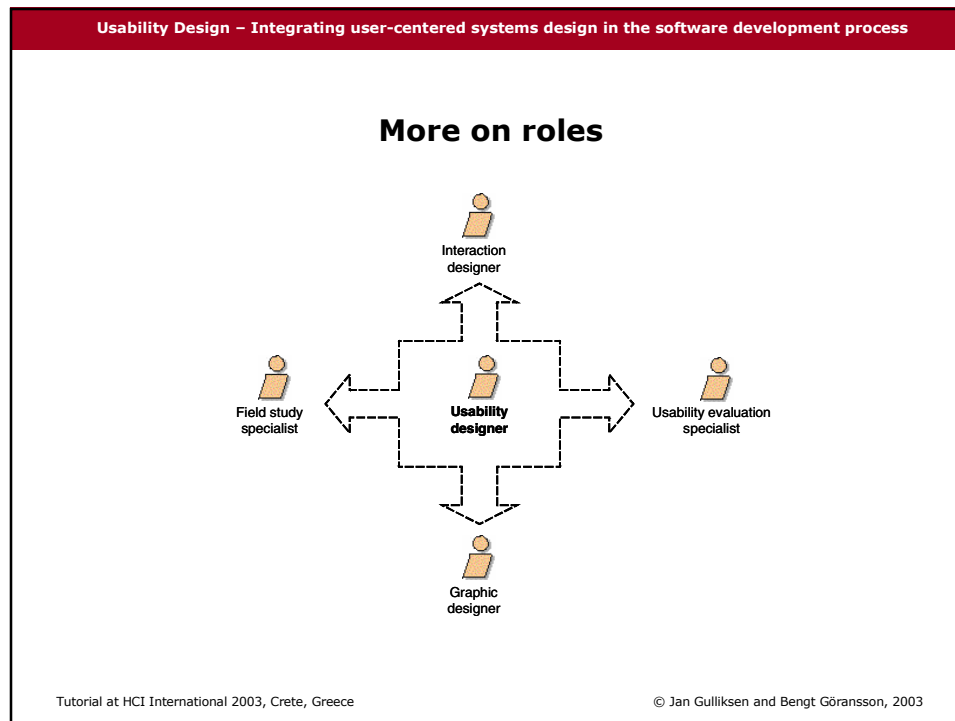 Usability Design – Integrating user-centered systems design in the software development process
More on roles
Interaction
designer
Field study
specialist
Usability
designer
Usability evaluation
specialist
Graphic
designer
Tutorial at HCI International 2003, Crete, Greece
© Jan Gulliksen and Bengt Göransson, 2003